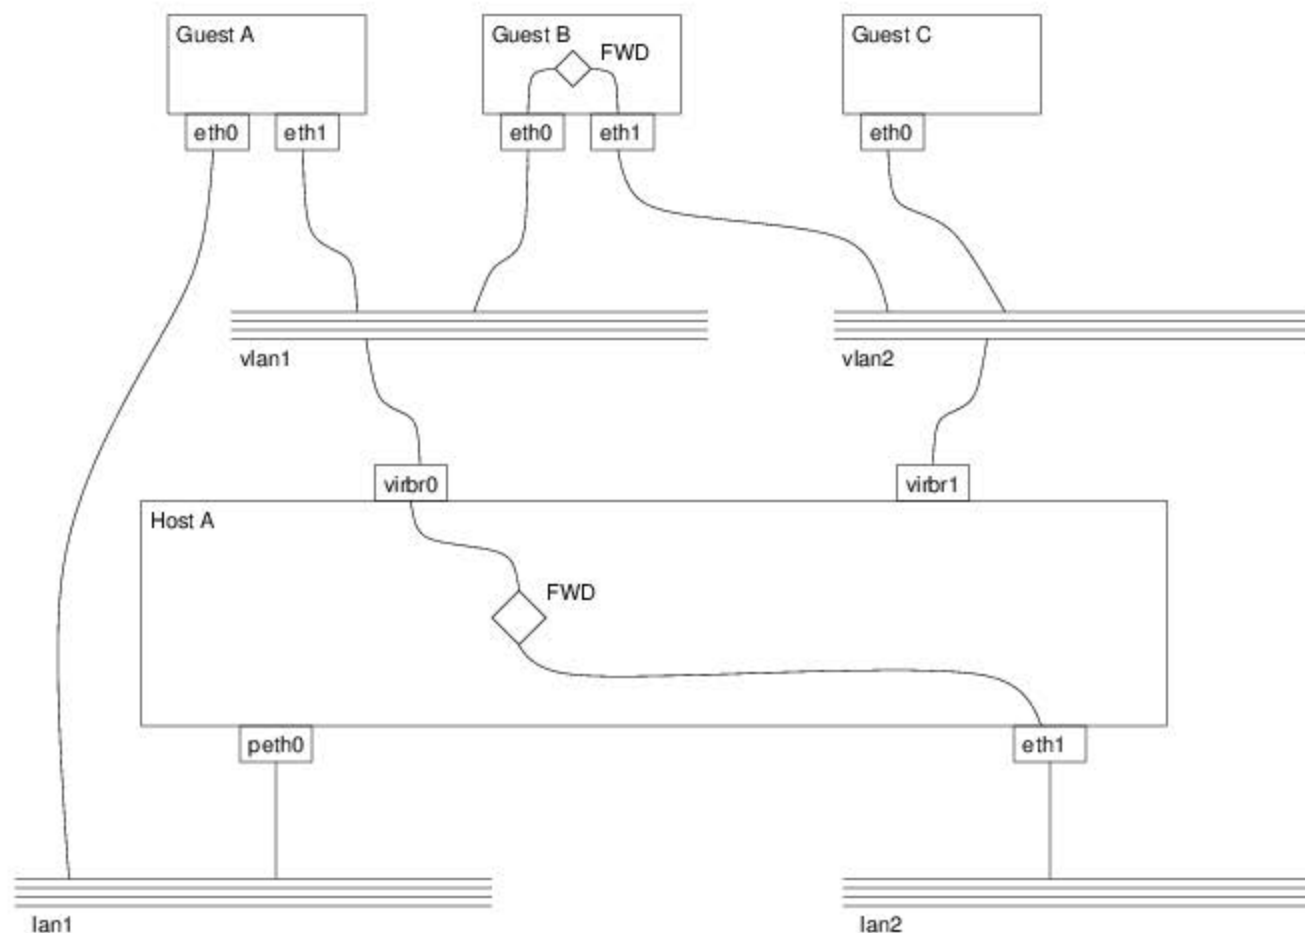 Guest A
Guest B
FWD
Guest C
eth0
eth1
eth0
eth1
eth0
vlan1
vlan2
virbr0
virbr1
Host A
FWD
peth0
eth1
lan1
lan2